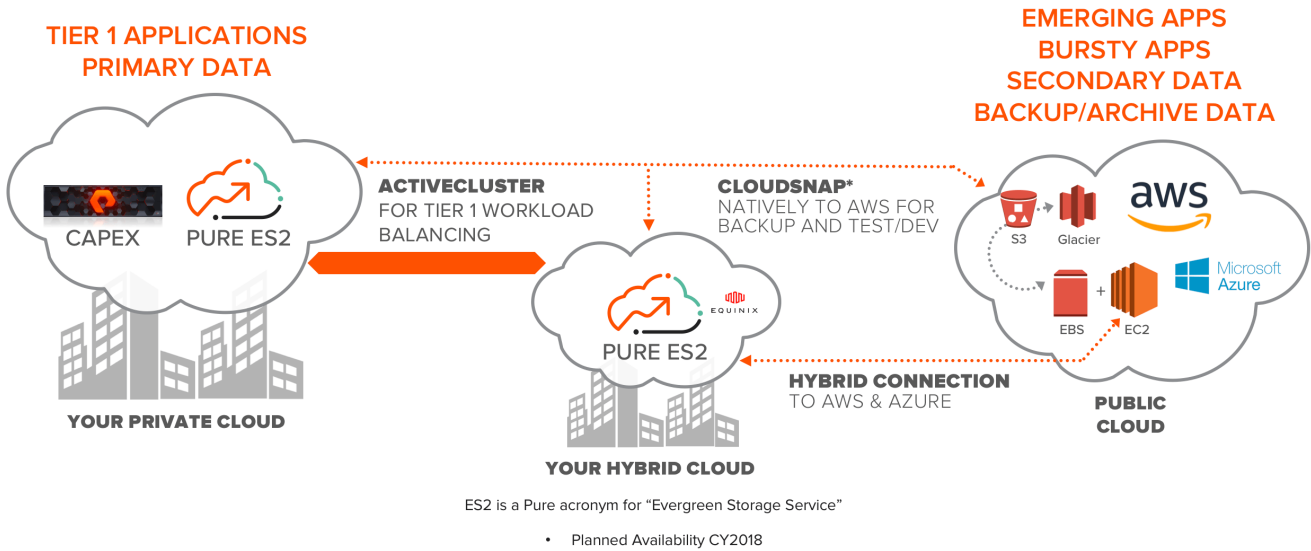 TIER 1 APPLICATIONS
PRIMARY DATA
EMERGING APPS
BURSTY APPS
SECONDARY DATA
BACKUP/ARCHIVE DATA
CAPEX
PURE ES2
YOUR PRIVATE CLOUD
ACTIVECLUSTER
FOR TIER 1 WORKLOAD
BALANCING
CLOUDSNAP*
NATIVELY TO AWS FOR
BACKUP AND TEST/DEV
EQUINIX
PURE ES2
YOUR HYBRID CLOUD
HYBRID CONNECTION
TO AWS & AZURE
aws
S3
Glacier
Microsoft
Azure
EBS
+
EC2
PUBLIC
CLOUD
ES2 is a Pure acronym for “Evergreen Storage Service”
• Planned Availability CY2018